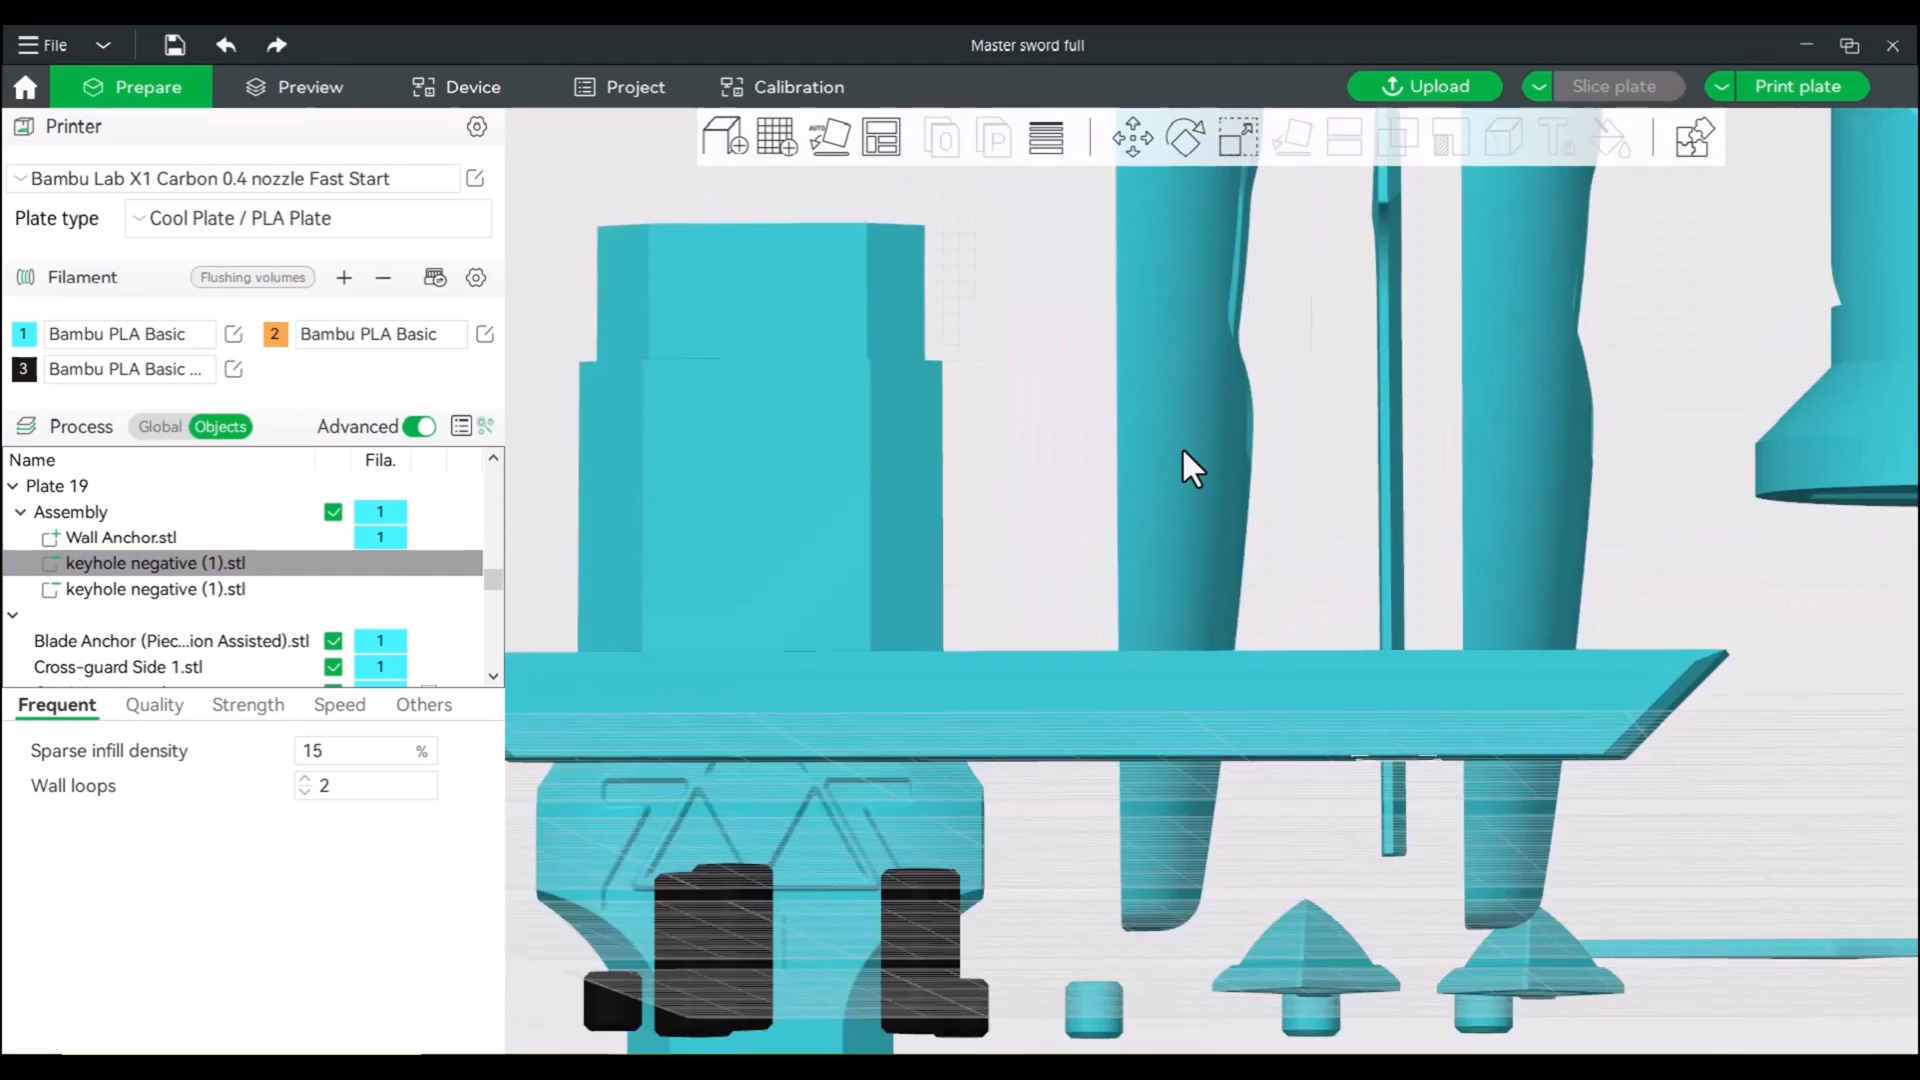 File
Master sword full
Prepare
Preview
Device
Project
Calibration
Upload
Slice plate
Print plate
Printer
Bambu Lab X1 Carbon 0.4 nozzle Fast Start
Plate type
Cool Plate / PLA Plate
Filament
Flushing volumes
1
Bambu PLA Basic
2
Bambu PLA Basic
3
Bambu PLA Basic ...
Process
Global
Objects
Advanced
Name
Fila.
Plate 19
Assembly
1
Wall Anchor.stl
1
keyhole negative (1).stl
keyhole negative (1).stl
Blade Anchor (Piec...ion Assisted).stl
1
Cross-guard Side 1.stl
1
Frequent
Quality
Strength
Speed
Others
Sparse infill density
15 %
Wall loops
2
AUTO
O
P
T